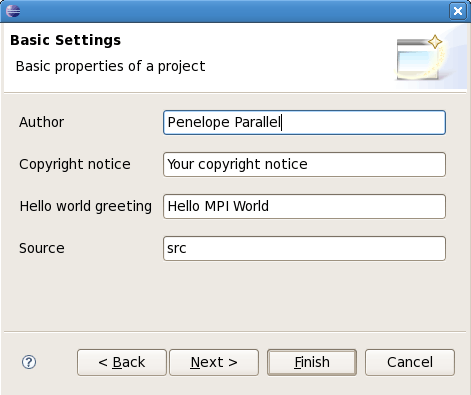 Basic Settings
Basic properties of a project
Author Penelope Parallel
Copyright notice Your copyright notice
Hello world greeting Hello MPI World
Source src
? < Back Next > Finish Cancel